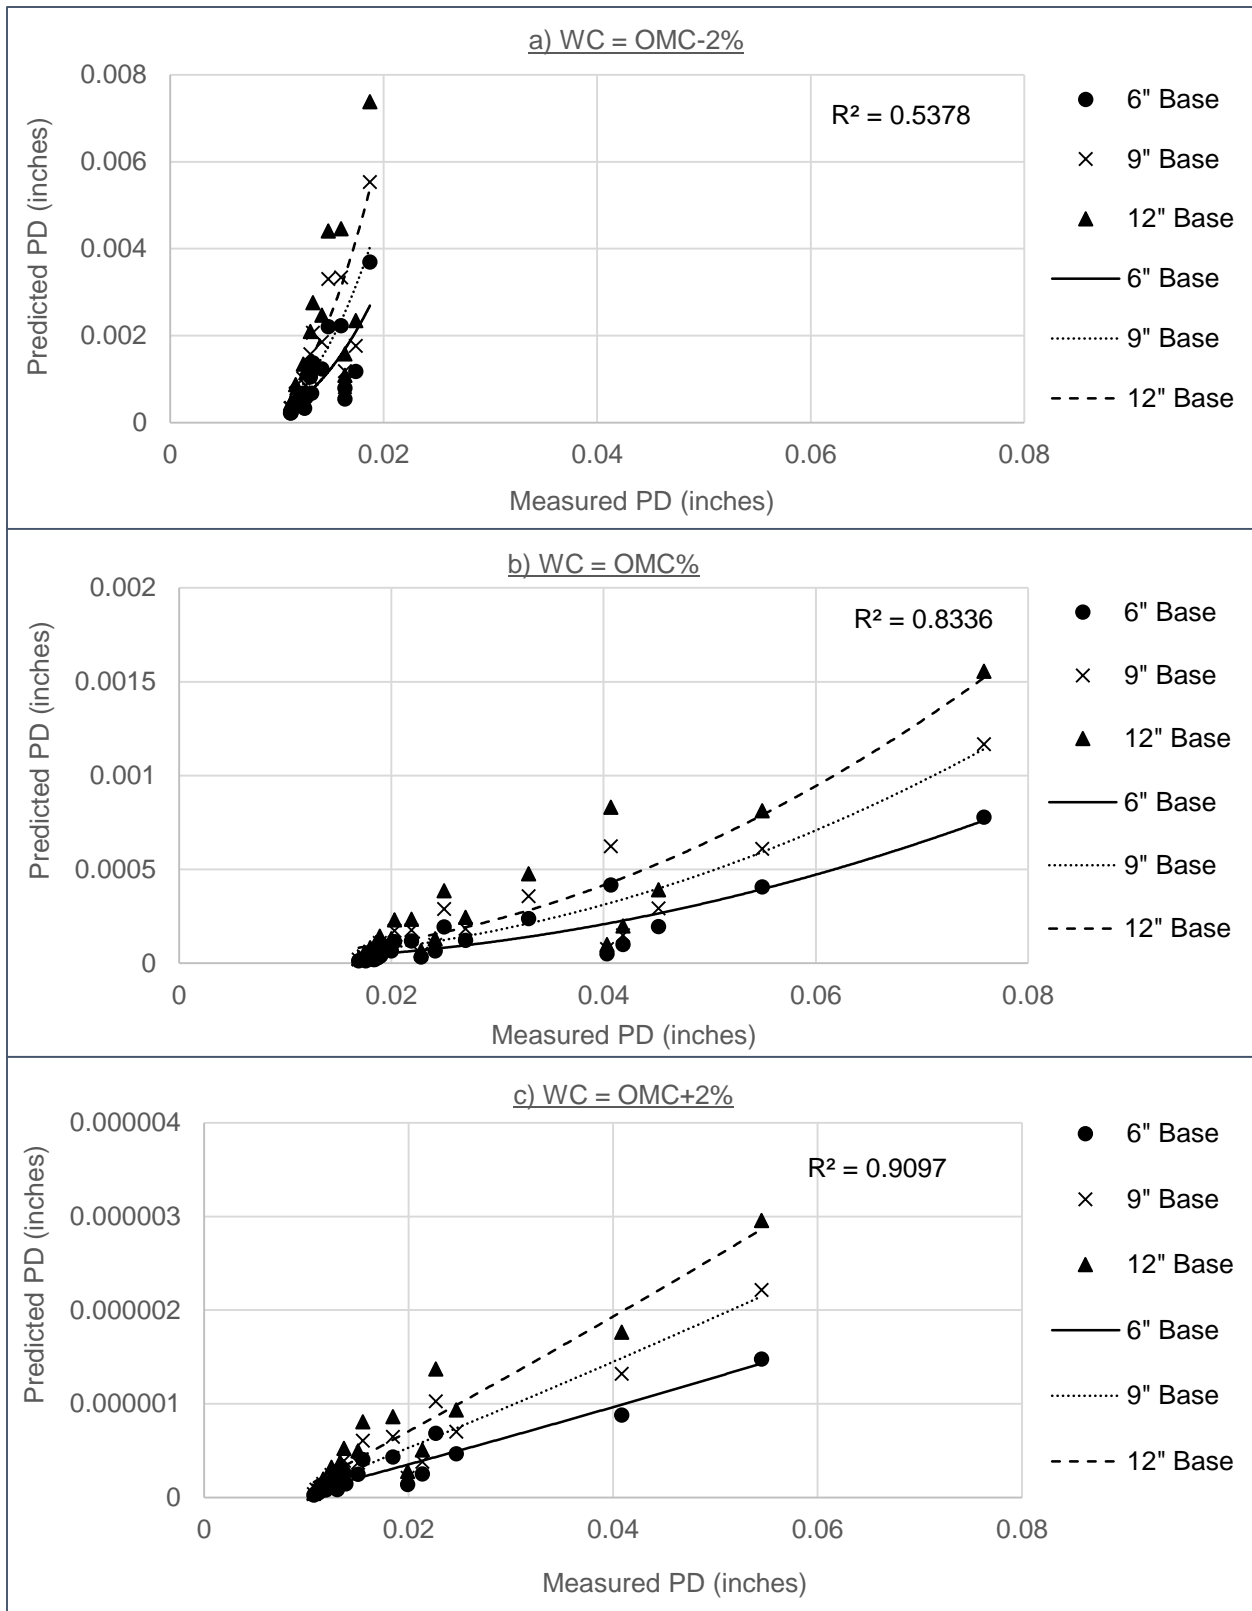 a) WC = OMC-2%
0.008
0.006
0.004
0.002
0
0
0.02
0.04
0.06
0.08
Predicted PD (inches)
Measured PD (inches)
R² = 0.5378
6" Base
9" Base
12" Base
6" Base
9" Base
12" Base
b) WC = OMC%
0.002
0.0015
0.001
0.0005
0
0
0.02
0.04
0.06
0.08
Predicted PD (inches)
Measured PD (inches)
R² = 0.8336
6" Base
9" Base
12" Base
6" Base
9" Base
12" Base
c) WC = OMC+2%
0.000004
0.000003
0.000002
0.000001
0
0
0.02
0.04
0.06
0.08
Predicted PD (inches)
Measured PD (inches)
R² = 0.9097
6" Base
9" Base
12" Base
6" Base
9" Base
12" Base